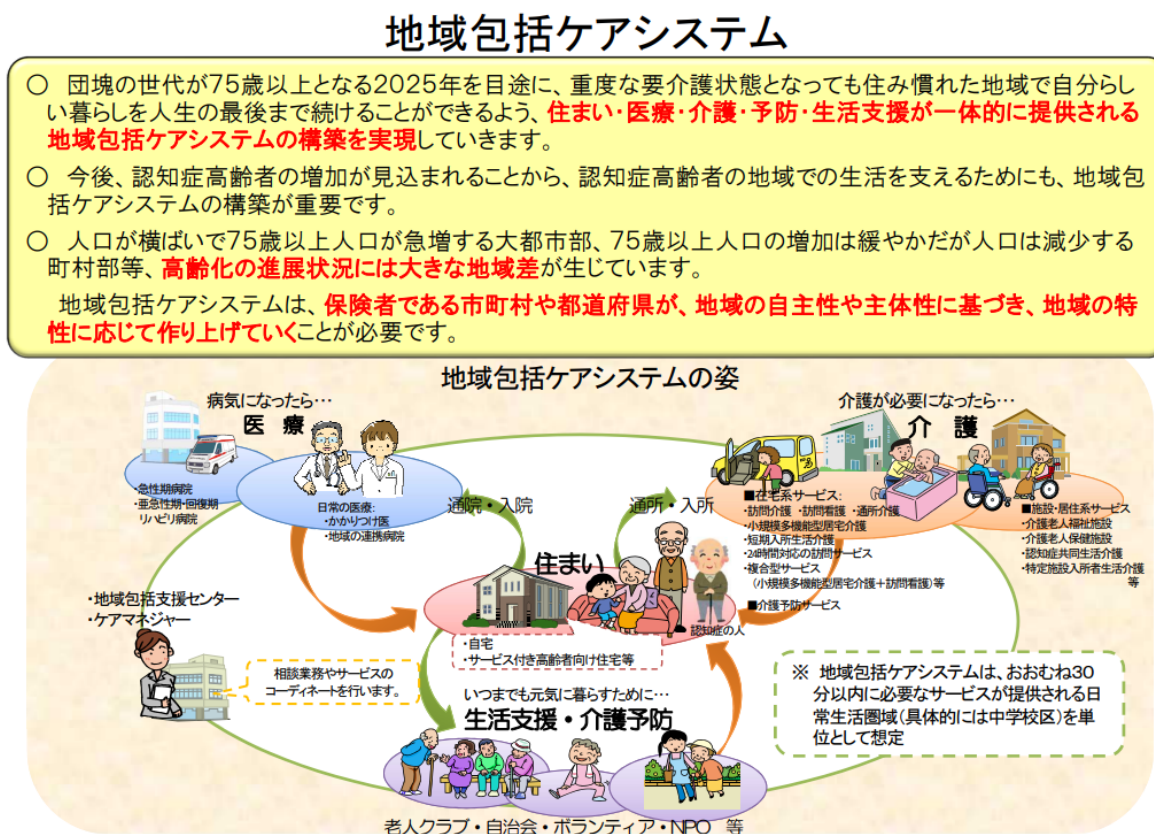 地域包括ケアシステム
○ 団塊の世代が75歳以上となる2025年を目途に、重度な要介護状態となっても住み慣れた地域で自分らし
い暮らしを人生の最後まで続けることができるよう、住まい・医療・介護・予防・生活支援が一体的に提供される
地域包括ケアシステムの構築を実現していきます。
○ 今後、認知症高齢者の増加が見込まれることから、認知症高齢者の地域での生活を支えるためにも、地域包
括ケアシステムの構築が重要です。
○ 人口が横ばいで75歳以上人口が急増する大都市部、75歳以上人口の増加は緩やかだが人口は減少する
町村部等、高齢化の進展状況には大きな地域差が生じています。
地域包括ケアシステムは、保険者である市町村や都道府県が、地域の自主性や主体性に基づき、地域の特
性に応じて作り上げていくことが必要です。
地域包括ケアシステムの姿
病気になったら…
医 療
・急性期病院
・亜急性期・回復期
リハビリ病院
日常の医療:
・かかりつけ医
・地域の連携病院
通院・入院
通所・入所
介護が必要になったら…
介 護
■在宅系サービス:
・訪問介護 ・訪問看護 ・通所介護
・小規模多機能型居宅介護
・短期入所生活介護
・24時間対応の訪問サービス
・複合型サービス
(小規模多機能型居宅介護+訪問看護)等
■介護予防サービス
■施設・居住系サービス
・介護老人福祉施設
・介護老人保健施設
・認知症共同生活介護
・特定施設入所者生活介護
等
住まい
認知症の人
・自宅
・サービス付き高齢者向け住宅等
・地域包括支援センター
・ケアマネジャー
相談業務やサービスの
コーディネートを行います。
いつまでも元気に暮らすために…
生活支援・介護予防
老人クラブ・自治会・ボランティア・NPO 等
※ 地域包括ケアシステムは、おおむね30
分以内に必要なサービスが提供される日
常生活圏域(具体的には中学校区)を単
位として想定